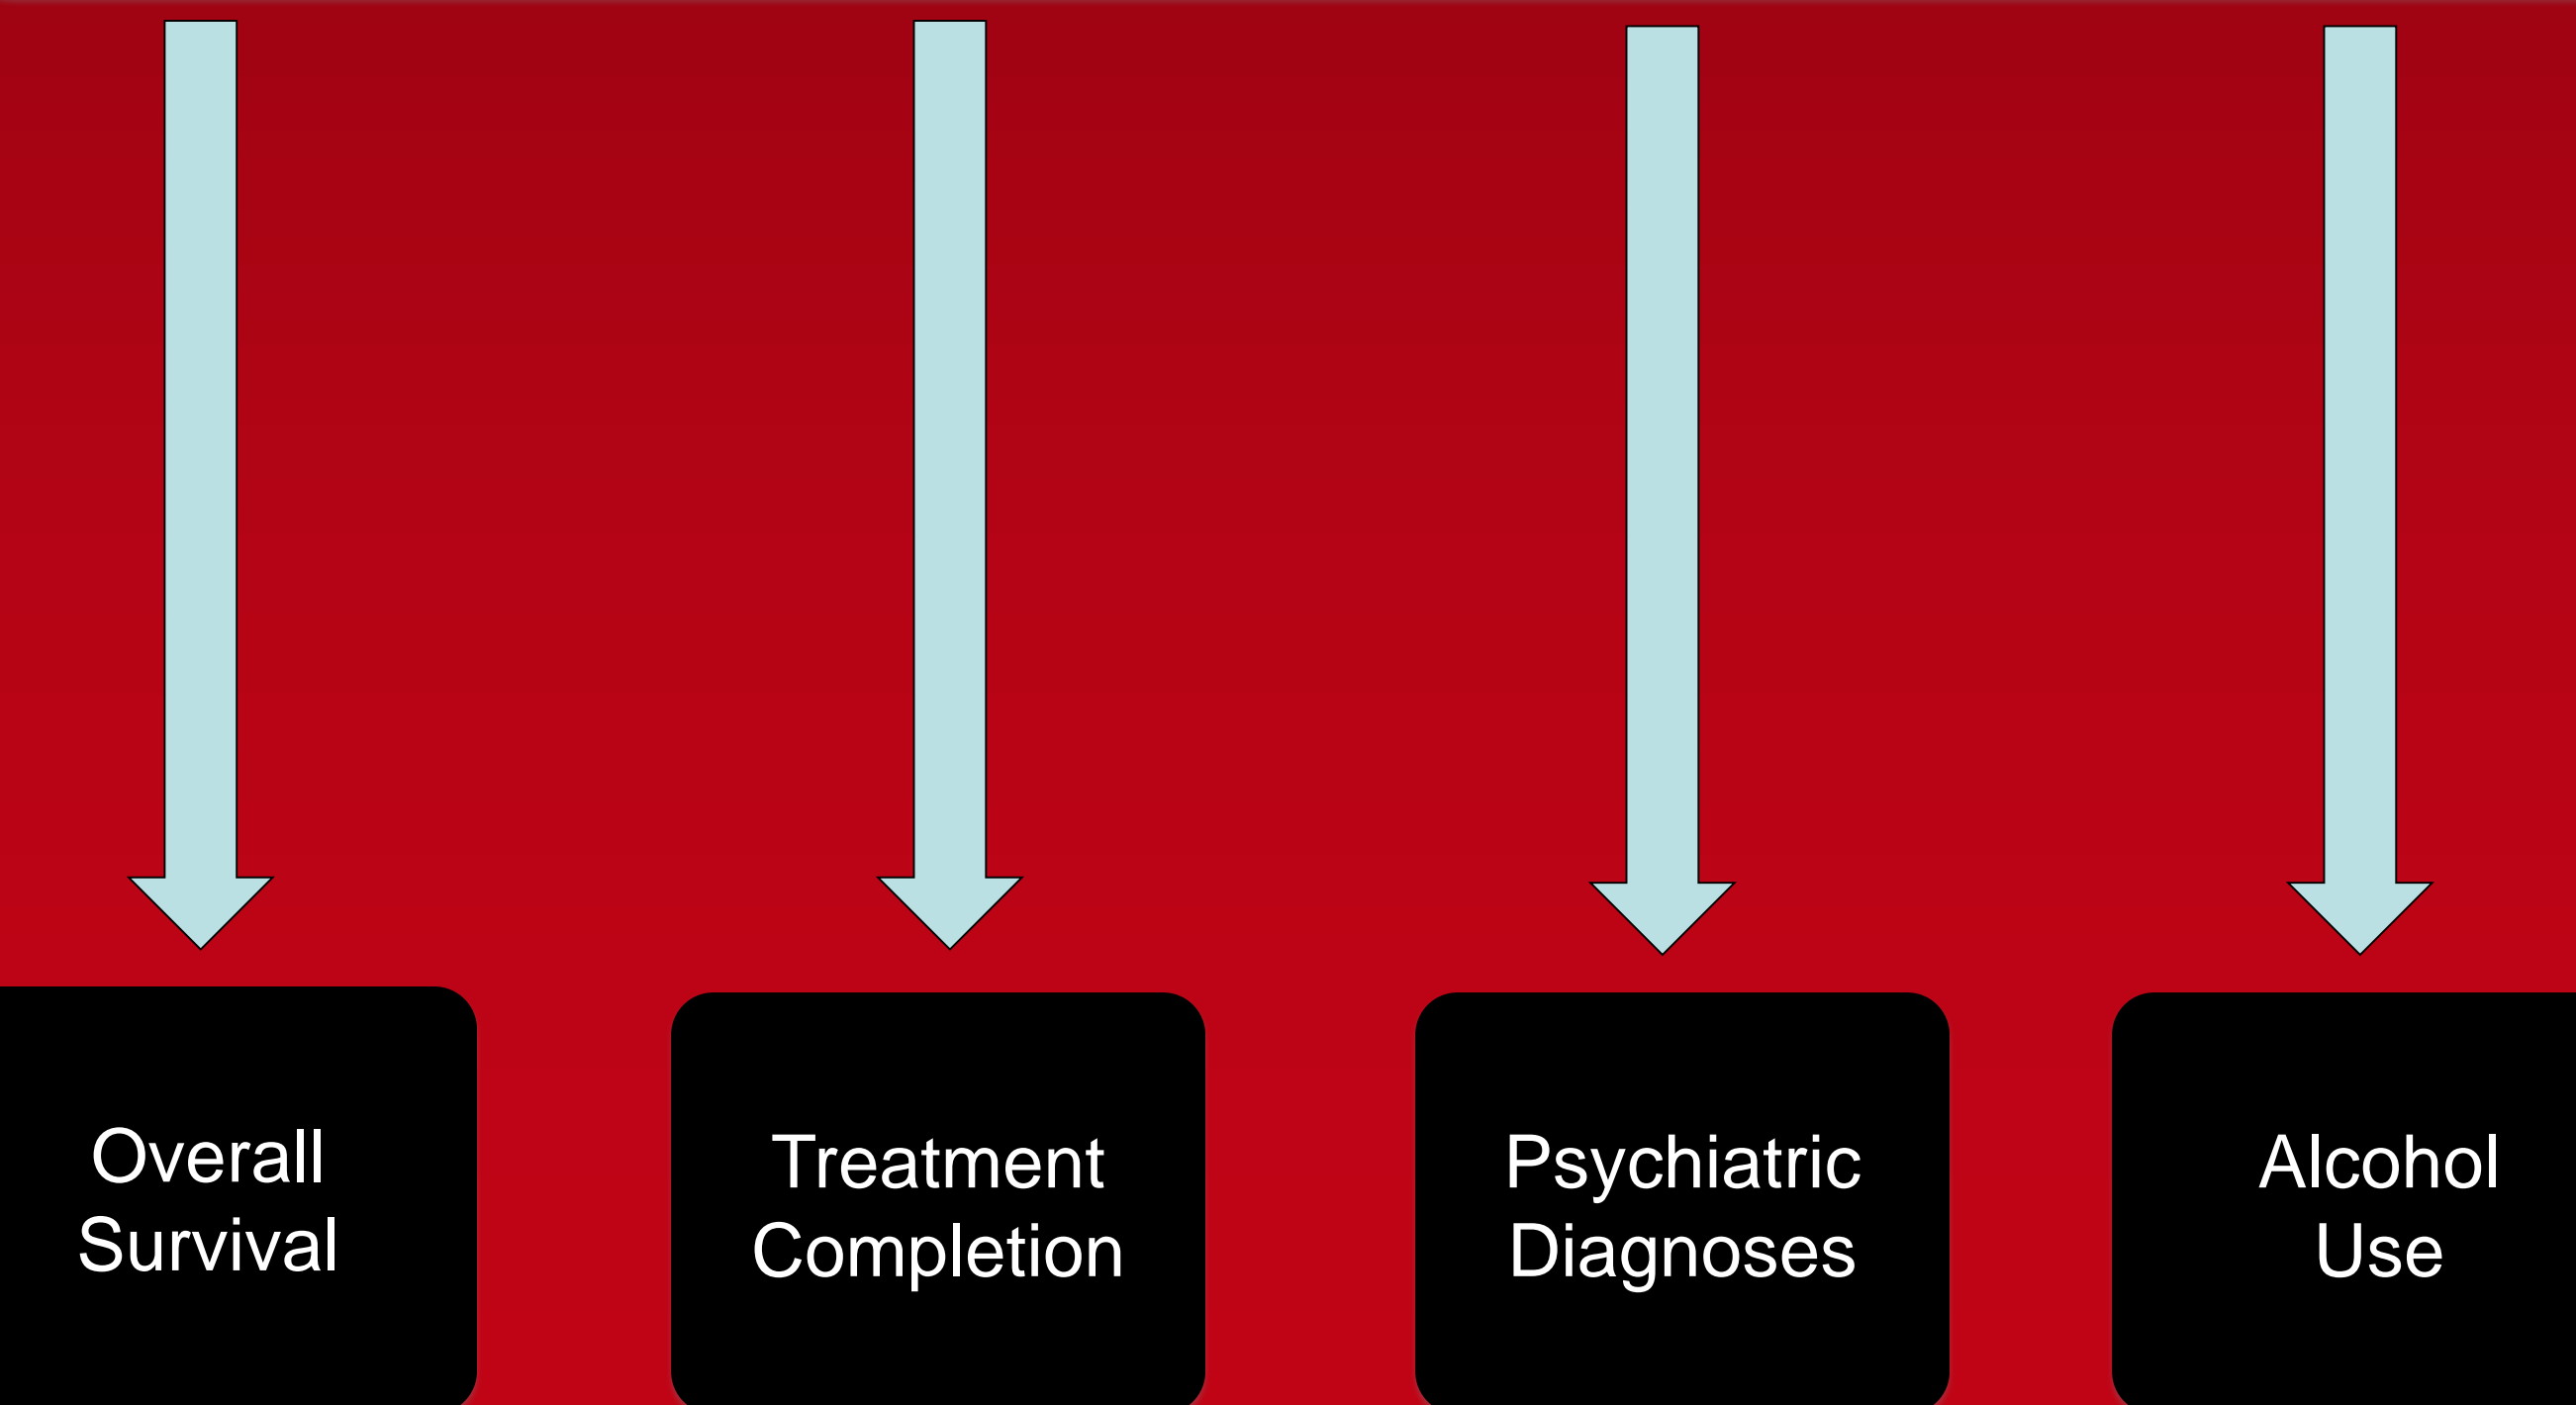 Overall
Survival
Treatment
Completion
Psychiatric
Diagnoses
Alcohol
Use